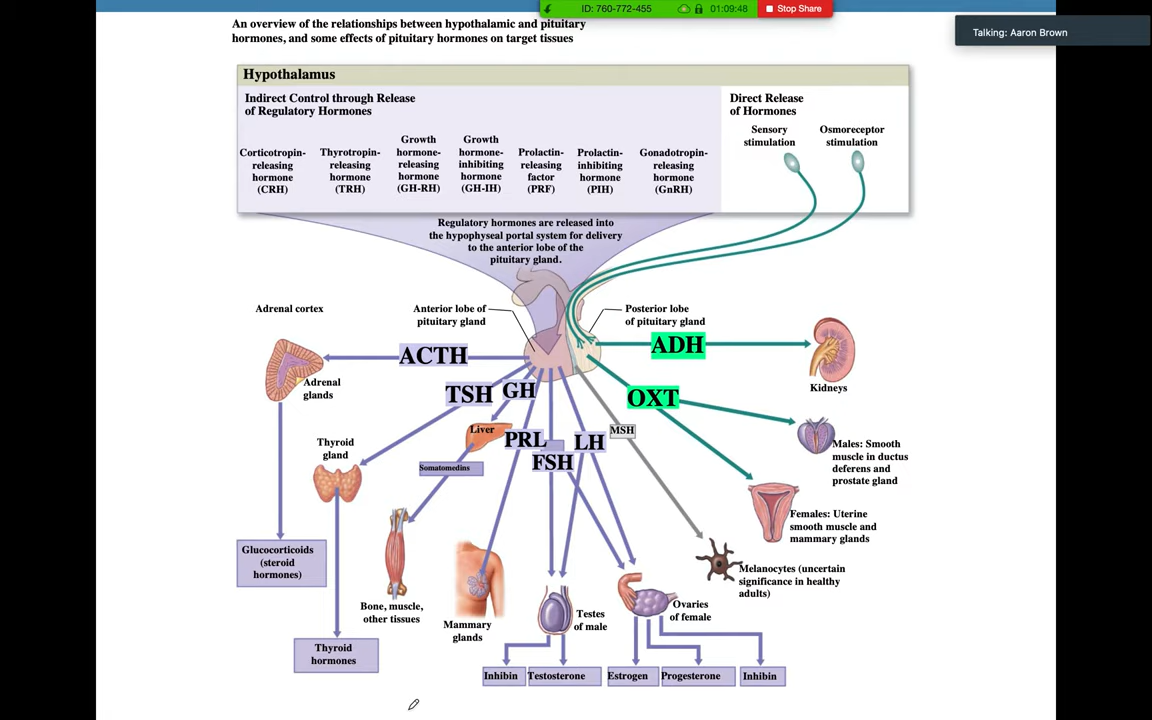 ID: 760-772-455
01:09:48
Stop Share
Talking: Aaron Brown
An overview of the relationships between hypothalamic and pituitary
hormones, and some effects of pituitary hormones on target tissues
Hypothalamus
Indirect Control through Release
of Regulatory Hormones
Direct Release
of Hormones
Corticotropin-
releasing
hormone
(CRH)
Thyrotropin-
releasing
hormone
(TRH)
Growth
hormone-
releasing
hormone
(GH-RH)
Growth
hormone-
inhibiting
hormone
(GH-IH)
Prolactin-
releasing
factor
(PRF)
Prolactin-
inhibiting
hormone
(PIH)
Gonadotropin-
releasing
hormone
(GnRH)
Sensory
stimulation
Osmoreceptor
stimulation
Regulatory hormones are released into
the hypophyseal portal system for delivery
to the anterior lobe of the
pituitary gland.
Adrenal cortex
Anterior lobe of
pituitary gland
Posterior lobe
of pituitary gland
ACTH
ADH
Adrenal
glands
Kidneys
TSH
GH
OXT
Liver
PRL
FSH
LH
MSH
Thyroid
gland
Somatomedins
Males: Smooth
muscle in ductus
deferens and
prostate gland
Females: Uterine
smooth muscle and
mammary glands
Glucocorticoids
(steroid
hormones)
Melanocytes (uncertain
significance in healthy
adults)
Bone, muscle,
other tissues
Mammary
glands
Testes
of male
Ovaries
of female
Thyroid
hormones
Inhibin
Testosterone
Estrogen
Progesterone
Inhibin